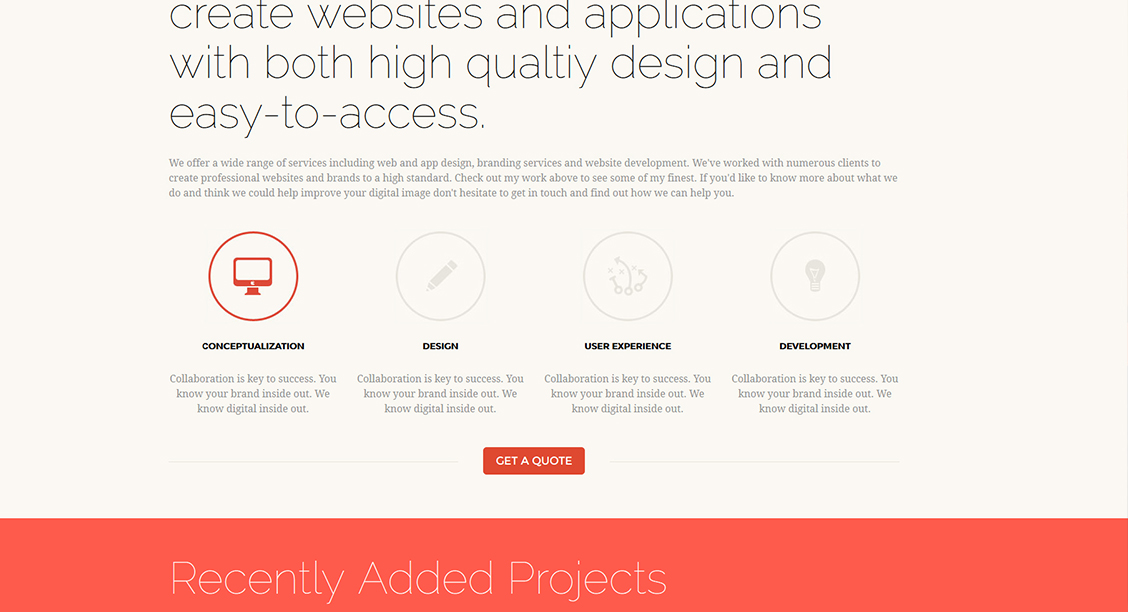 create websites and applications
with both high qualtiy design and
easy-to-access.
We offer a wide range of services including web and app design, branding services and website development. We've worked with numerous clients to
create professional websites and brands to a high standard. Check out my work above to see some of my finest. If you'd like to know more about what we
do and think we could help improve your digital image don't hesitate to get in touch and find out how we can help you.
CONCEPTUALIZATION
Collaboration is key to success. You
know your brand inside out. We
know digital inside out.
DESIGN
Collaboration is key to success. You
know your brand inside out. We
know digital inside out.
USER EXPERIENCE
Collaboration is key to success. You
know your brand inside out. We
know digital inside out.
DEVELOPMENT
Collaboration is key to success. You
know your brand inside out. We
know digital inside out.
GET A QUOTE
Recently Added Projects